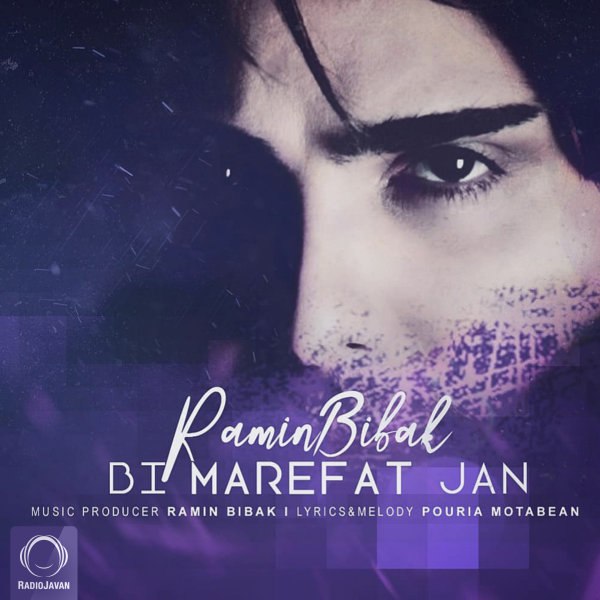 Ramin Bibak
BI MAREFAT JAN
MUSIC PRODUCER RAMIN BIBAK I LYRICS&MELODY POURIA MOTABEAN
RADIOJAVAN